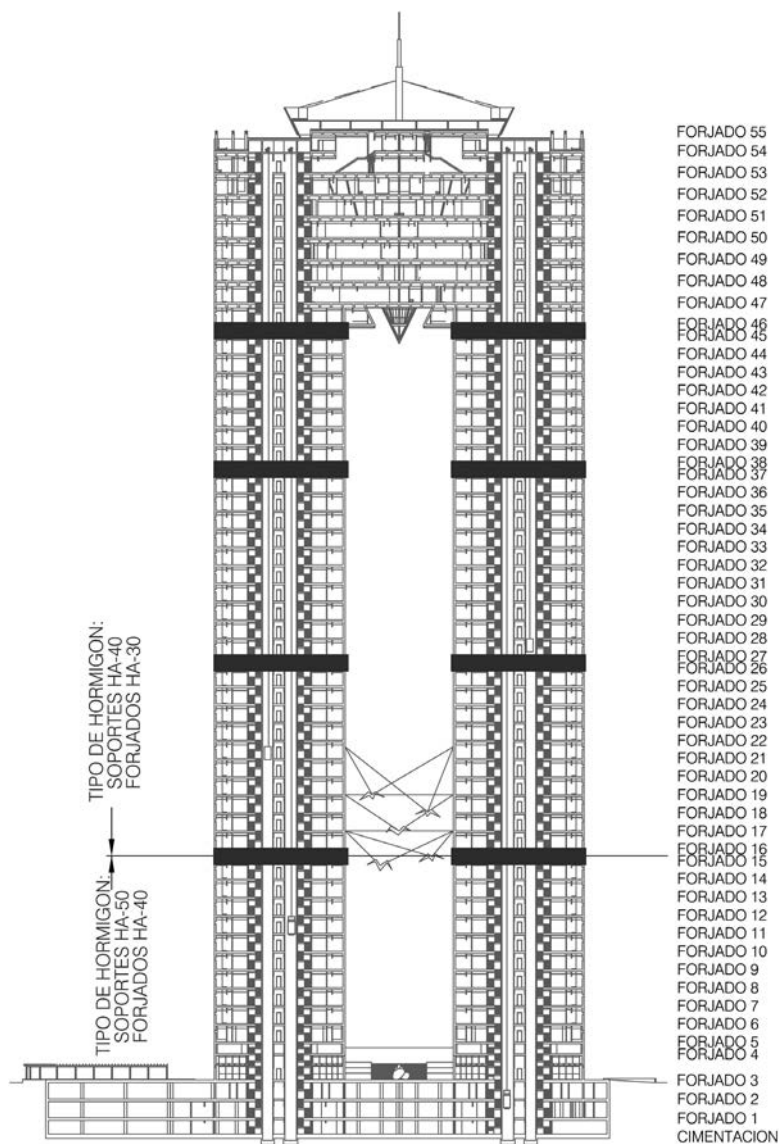 FORJADO 55
FORJADO 54
FORJADO 53
FORJADO 52
FORJADO 51
FORJADO 50
FORJADO 49
FORJADO 48
FORJADO 47
FORJADO 46
FORJADO 45
FORJADO 44
FORJADO 43
FORJADO 42
FORJADO 41
FORJADO 40
FORJADO 39
FORJADO 38
FORJADO 37
FORJADO 36
FORJADO 35
FORJADO 34
FORJADO 33
FORJADO 32
FORJADO 31
FORJADO 30
FORJADO 29
FORJADO 28
FORJADO 27
FORJADO 26
FORJADO 25
FORJADO 24
FORJADO 23
FORJADO 22
FORJADO 21
FORJADO 20
FORJADO 19
FORJADO 18
FORJADO 17
FORJADO 16
FORJADO 15
FORJADO 14
FORJADO 13
FORJADO 12
FORJADO 11
FORJADO 10
FORJADO 9
FORJADO 8
FORJADO 7
FORJADO 6
FORJADO 5
FORJADO 4
FORJADO 3
FORJADO 2
FORJADO 1
CIMENTACION
TIPO DE HORMIGON:
SOPORTES HA-40
FORJADOS HA-30
TIPO DE HORMIGON:
SOPORTES HA-50
FORJADOS HA-40